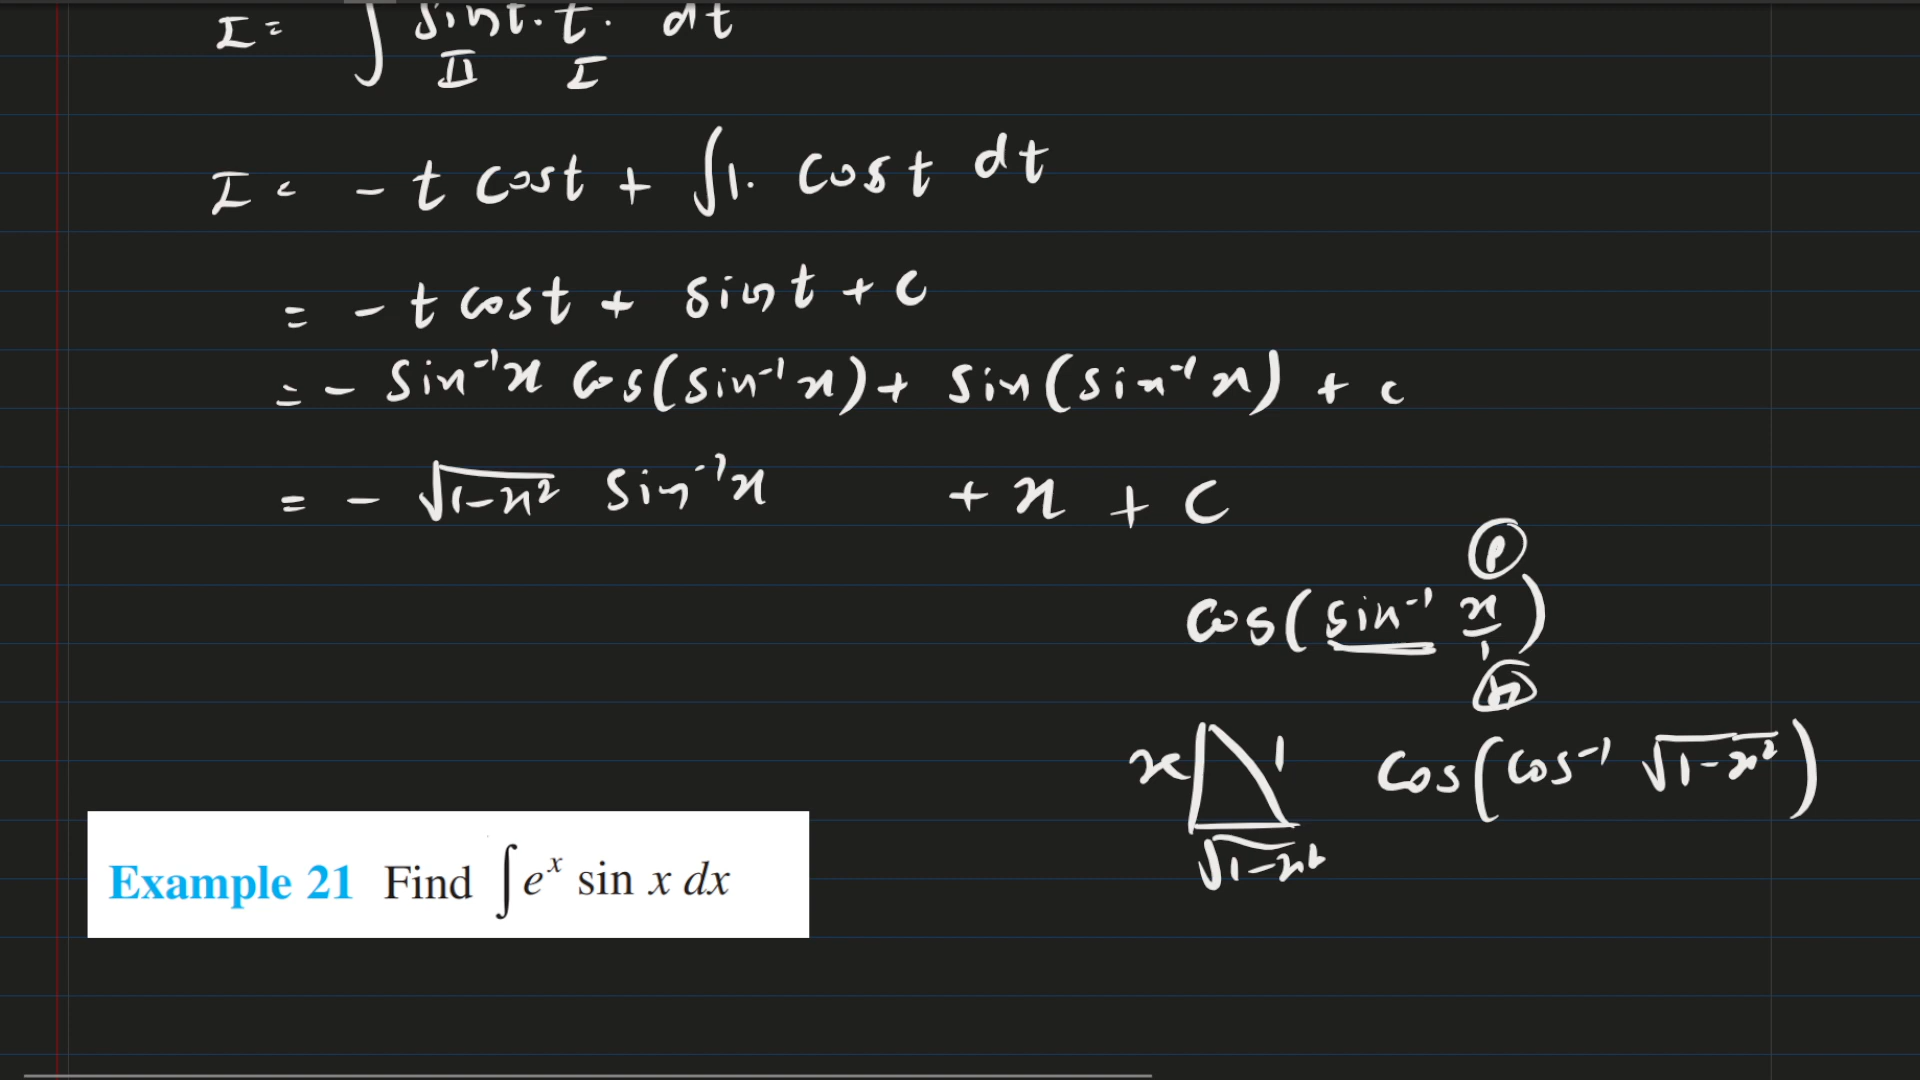 I = ∫ sint. t. dt
II I
I = - t cost + ∫1. cost dt
= - t cost + sint + c
= - sin⁻¹x cos(sin⁻¹x) + sin(sin⁻¹x) + c
= - √(1-x²) sin⁻¹x + x + C
p
cos(sin⁻¹ x/1)
h
x 1 cos(cos⁻¹ √(1-x²))
√(1-x²)
Example 21 Find ∫eˣ sin x dx